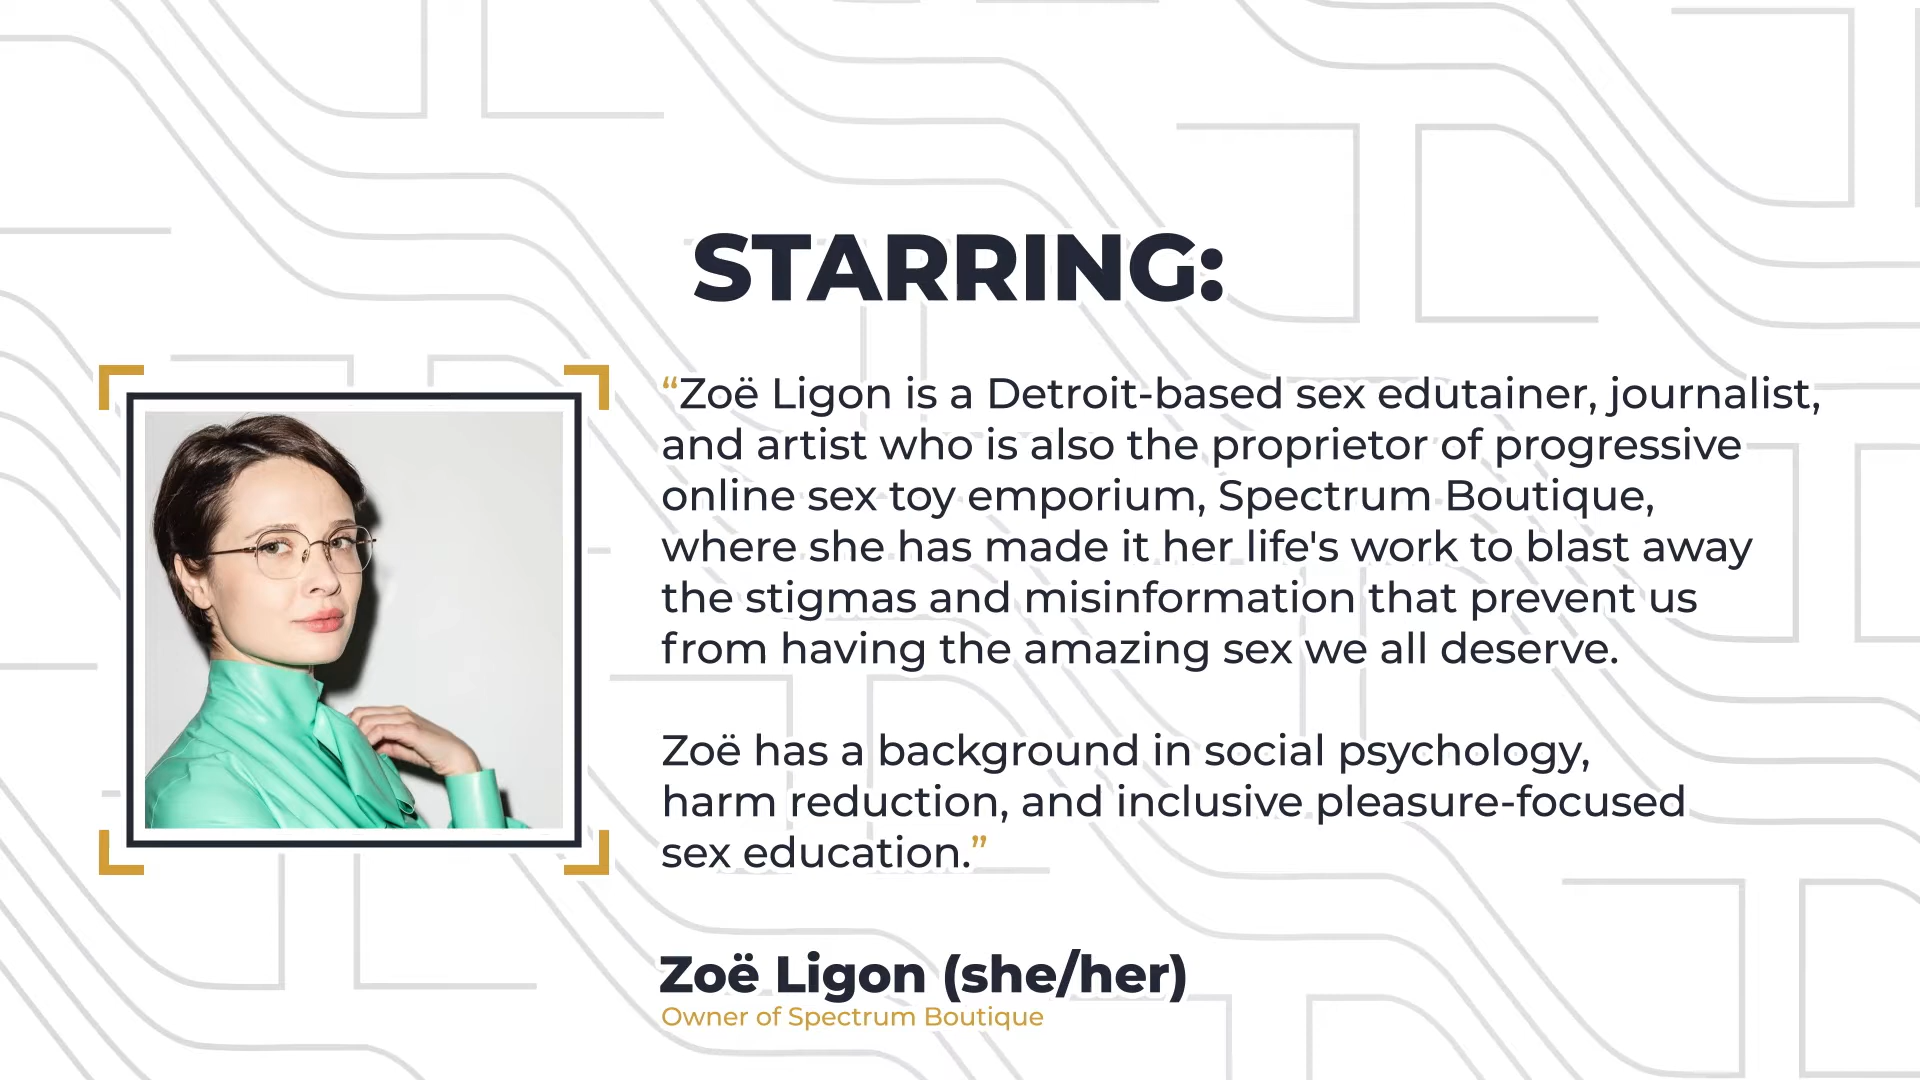 STARRING:
“Zoë Ligon is a Detroit-based sex edutainer, journalist,
and artist who is also the proprietor of progressive
online sex toy emporium, Spectrum Boutique,
where she has made it her life's work to blast away
the stigmas and misinformation that prevent us
from having the amazing sex we all deserve.
Zoë has a background in social psychology,
harm reduction, and inclusive pleasure-focused
sex education.”
Zoë Ligon (she/her)
Owner of Spectrum Boutique